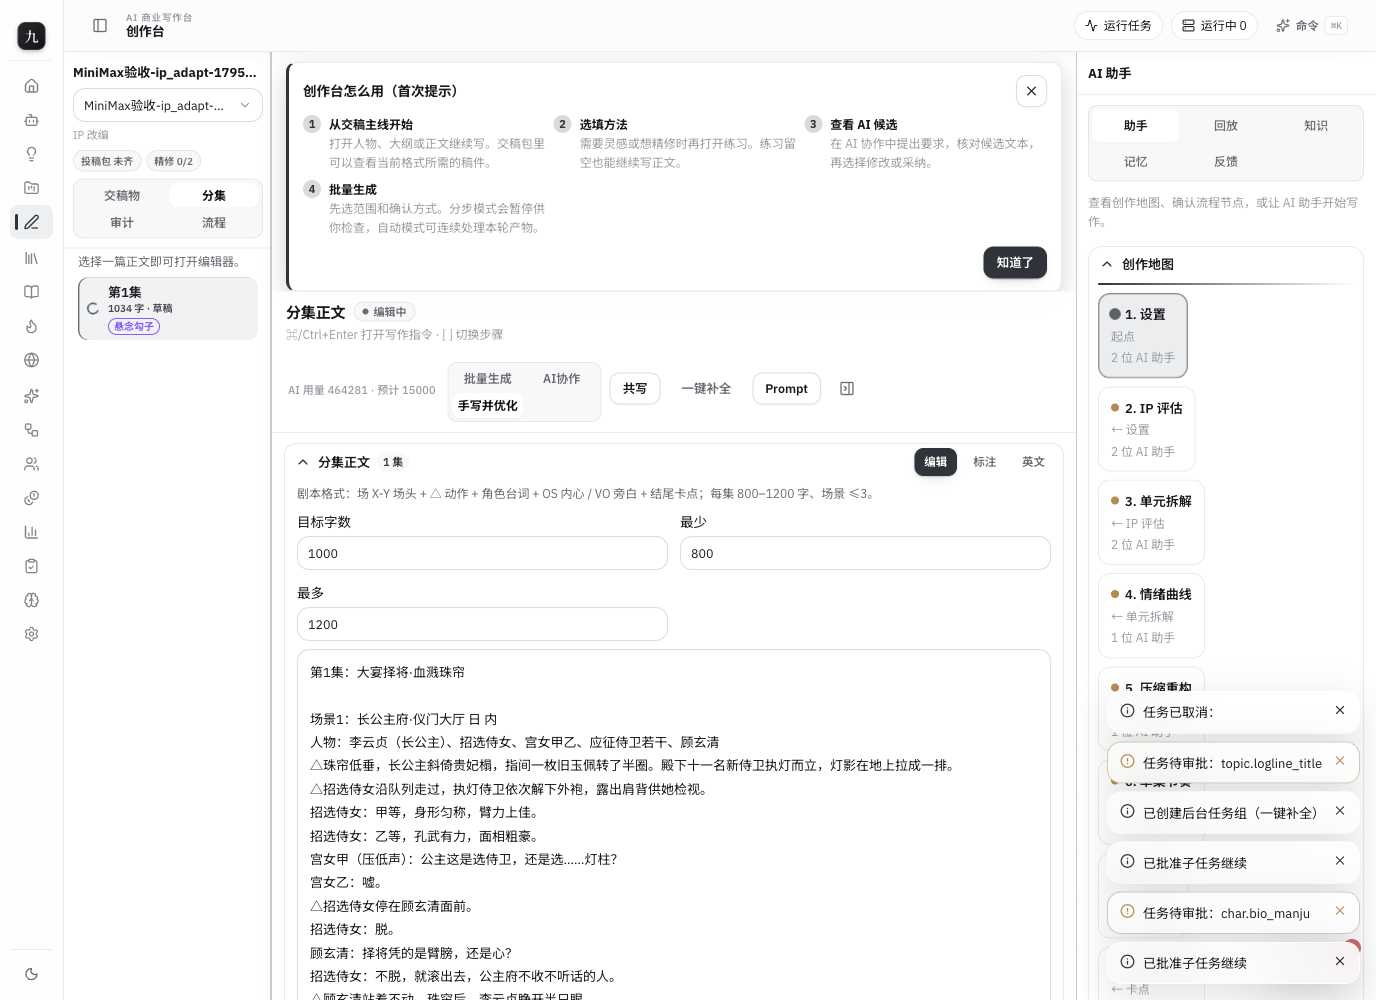 九
AI 商业写作台
创作台
运行任务
运行中 0
命令
⌘K
MiniMax验收-ip_adapt-1795...
MiniMax验收-ip_adapt-...
IP 改编
投稿包 未齐
精修 0/2
交稿物
分集
审计
流程
选择一篇正文即可打开编辑器。
第1集
1034 字 · 草稿
悬念勾子
创作台怎么用（首次提示）
1
从交稿主线开始
打开人物、大纲或正文继续写。交稿包里
可以查看当前格式所需的稿件。
2
选填方法
需要灵感或想精修时再打开练习。练习留
空也能继续写正文。
3
查看 AI 候选
在 AI 协作中提出要求，核对候选文本，
再选择修改或采纳。
4
批量生成
先选范围和确认方式。分步模式会暂停供
你检查，自动模式可连续处理本轮产物。
知道了
分集正文
编辑中
⌘/Ctrl+Enter 打开写作指令 · [ ] 切换步骤
AI 用量 464281 · 预计 15000
批量生成
AI协作
手写并优化
共写
一键补全
Prompt
分集正文
1 集
编辑
标注
英文
剧本格式：场 X-Y 场头 + △ 动作 + 角色台词 + OS 内心 / VO 旁白 + 结尾卡点；每集 800–1200 字、场景 ≤3。
目标字数
最少
1000
800
最多
1200
第1集：大宴择将·血溅珠帘
场景1：长公主府·仪门大厅 日 内
人物：李云贞（长公主）、招选侍女、宫女甲乙、应征侍卫若干、顾玄清
△珠帘低垂，长公主斜倚贵妃榻，指间一枚旧玉佩转了半圈。殿下十一名新侍卫执灯而立，灯影在地上拉成一排。
△招选侍女沿队列走过，执灯侍卫依次解下外袍，露出肩背供她检视。
招选侍女：甲等，身形匀称，臂力上佳。
招选侍女：乙等，孔武有力，面相粗豪。
宫女甲（压低声）：公主这是选侍卫，还是选……灯柱？
宫女乙：嘘。
△招选侍女停在顾玄清面前。
招选侍女：脱。
顾玄清：择将凭的是臂膀，还是心？
招选侍女：不脱，就滚出去，公主府不收不听话的人。
△顾玄清站着不动。珠帘后，李云贞睁开半只眼。
AI 助手
助手
回放
知识
记忆
反馈
查看创作地图、确认流程节点，或让 AI 助手开始写
作。
创作地图
1. 设置
起点
2 位 AI 助手
2. IP 评估
← 设置
2 位 AI 助手
3. 单元拆解
← IP 评估
2 位 AI 助手
4. 情绪曲线
← 单元拆解
1 位 AI 助手
5. 压缩重构
任务已取消：
任务待审批：topic.logline_title
已创建后台任务组（一键补全）
已批准子任务继续
任务待审批：char.bio_manju
已批准子任务继续
← 卡点